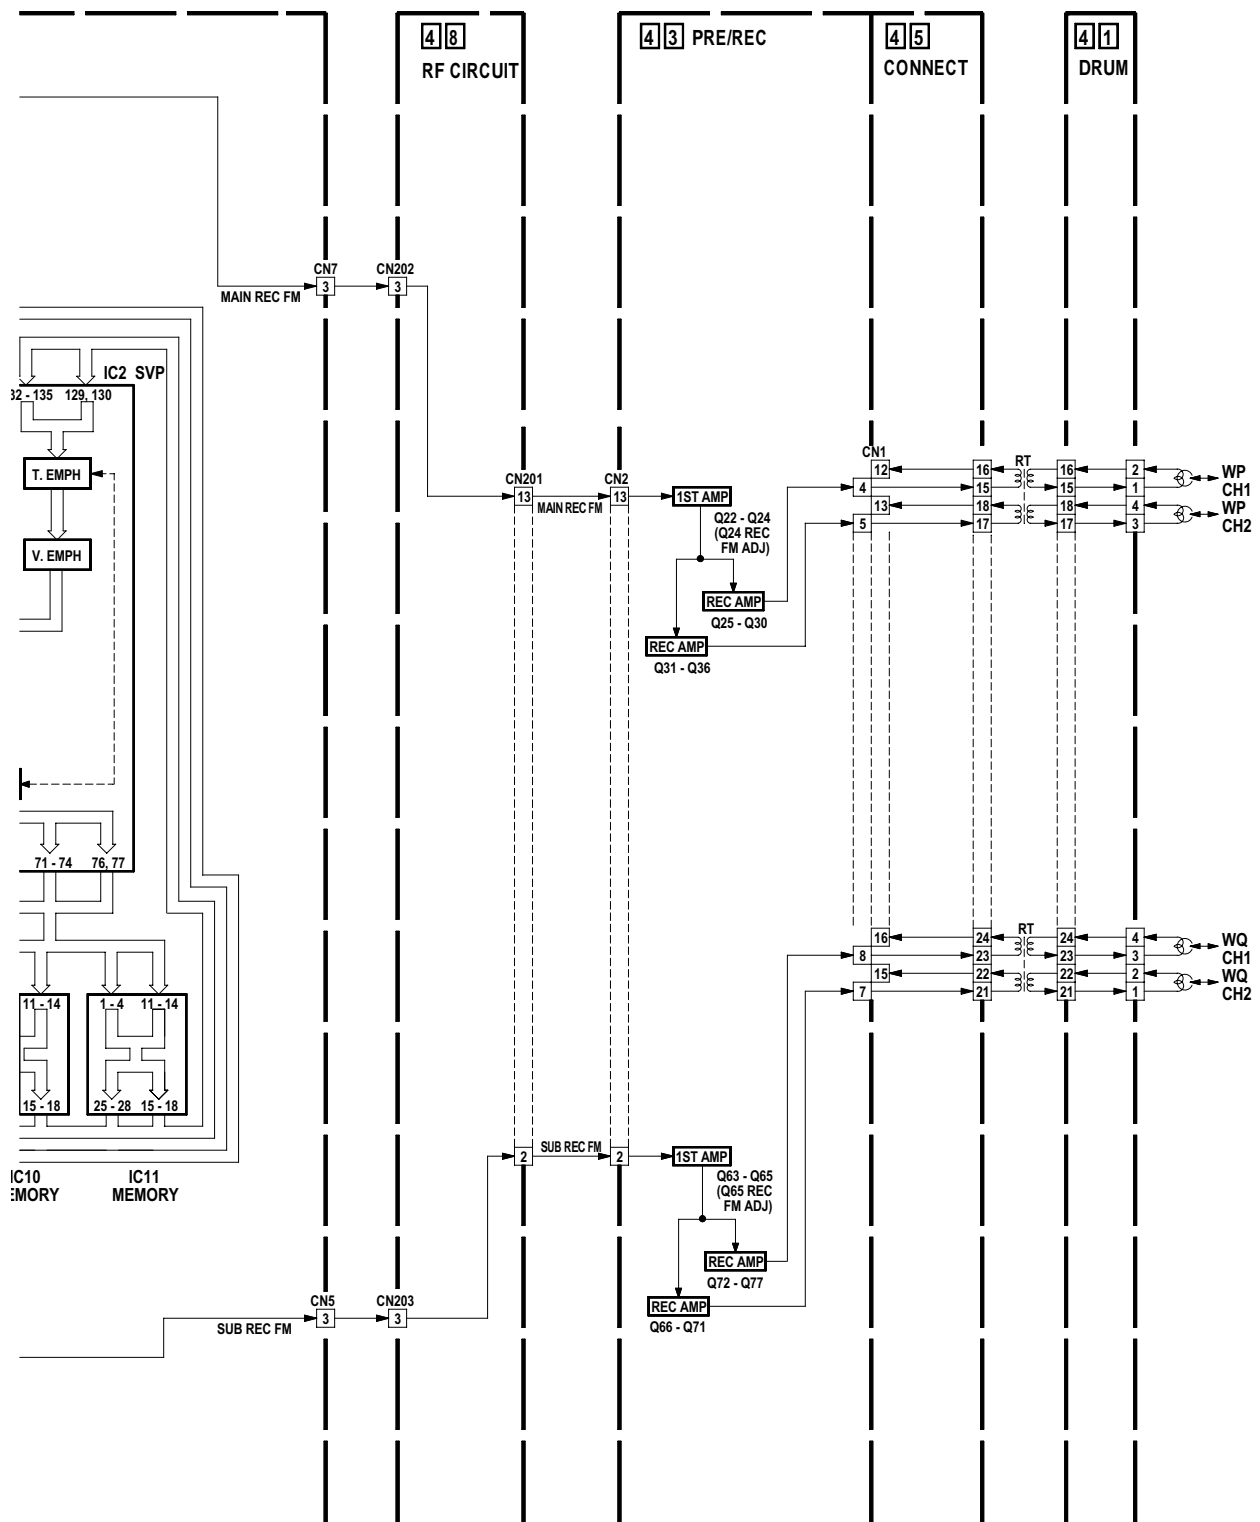 4 8
RF CIRCUIT
4 3 PRE/REC
4 5
CONNECT
4 1
DRUM
CN7
3
MAIN REC FM
CN202
3
IC2 SVP
129, 130
T. EMPH
V. EMPH
71 - 74 76, 77
CN201
13
MAIN REC FM
CN2
13
1ST AMP
Q22 - Q24
(Q24 REC
FM ADJ)
REC AMP
Q25 - Q30
REC AMP
Q31 - Q36
CN1
12
4
13
5
16
15
18
17
RT
16
15
18
17
2
1
4
3
WP
CH1
WP
CH2
16
8
15
7
24
23
22
21
RT
24
23
22
21
4
3
2
1
WQ
CH1
WQ
CH2
11 - 14
15 - 18
1 - 4 11 - 14
25 - 28 15 - 18
IC10
IC11
MEMORY
2
SUB REC FM
2
1ST AMP
Q63 - Q65
(Q65 REC
FM ADJ)
REC AMP
Q72 - Q77
REC AMP
Q66 - Q71
CN5
3
SUB REC FM
CN203
3